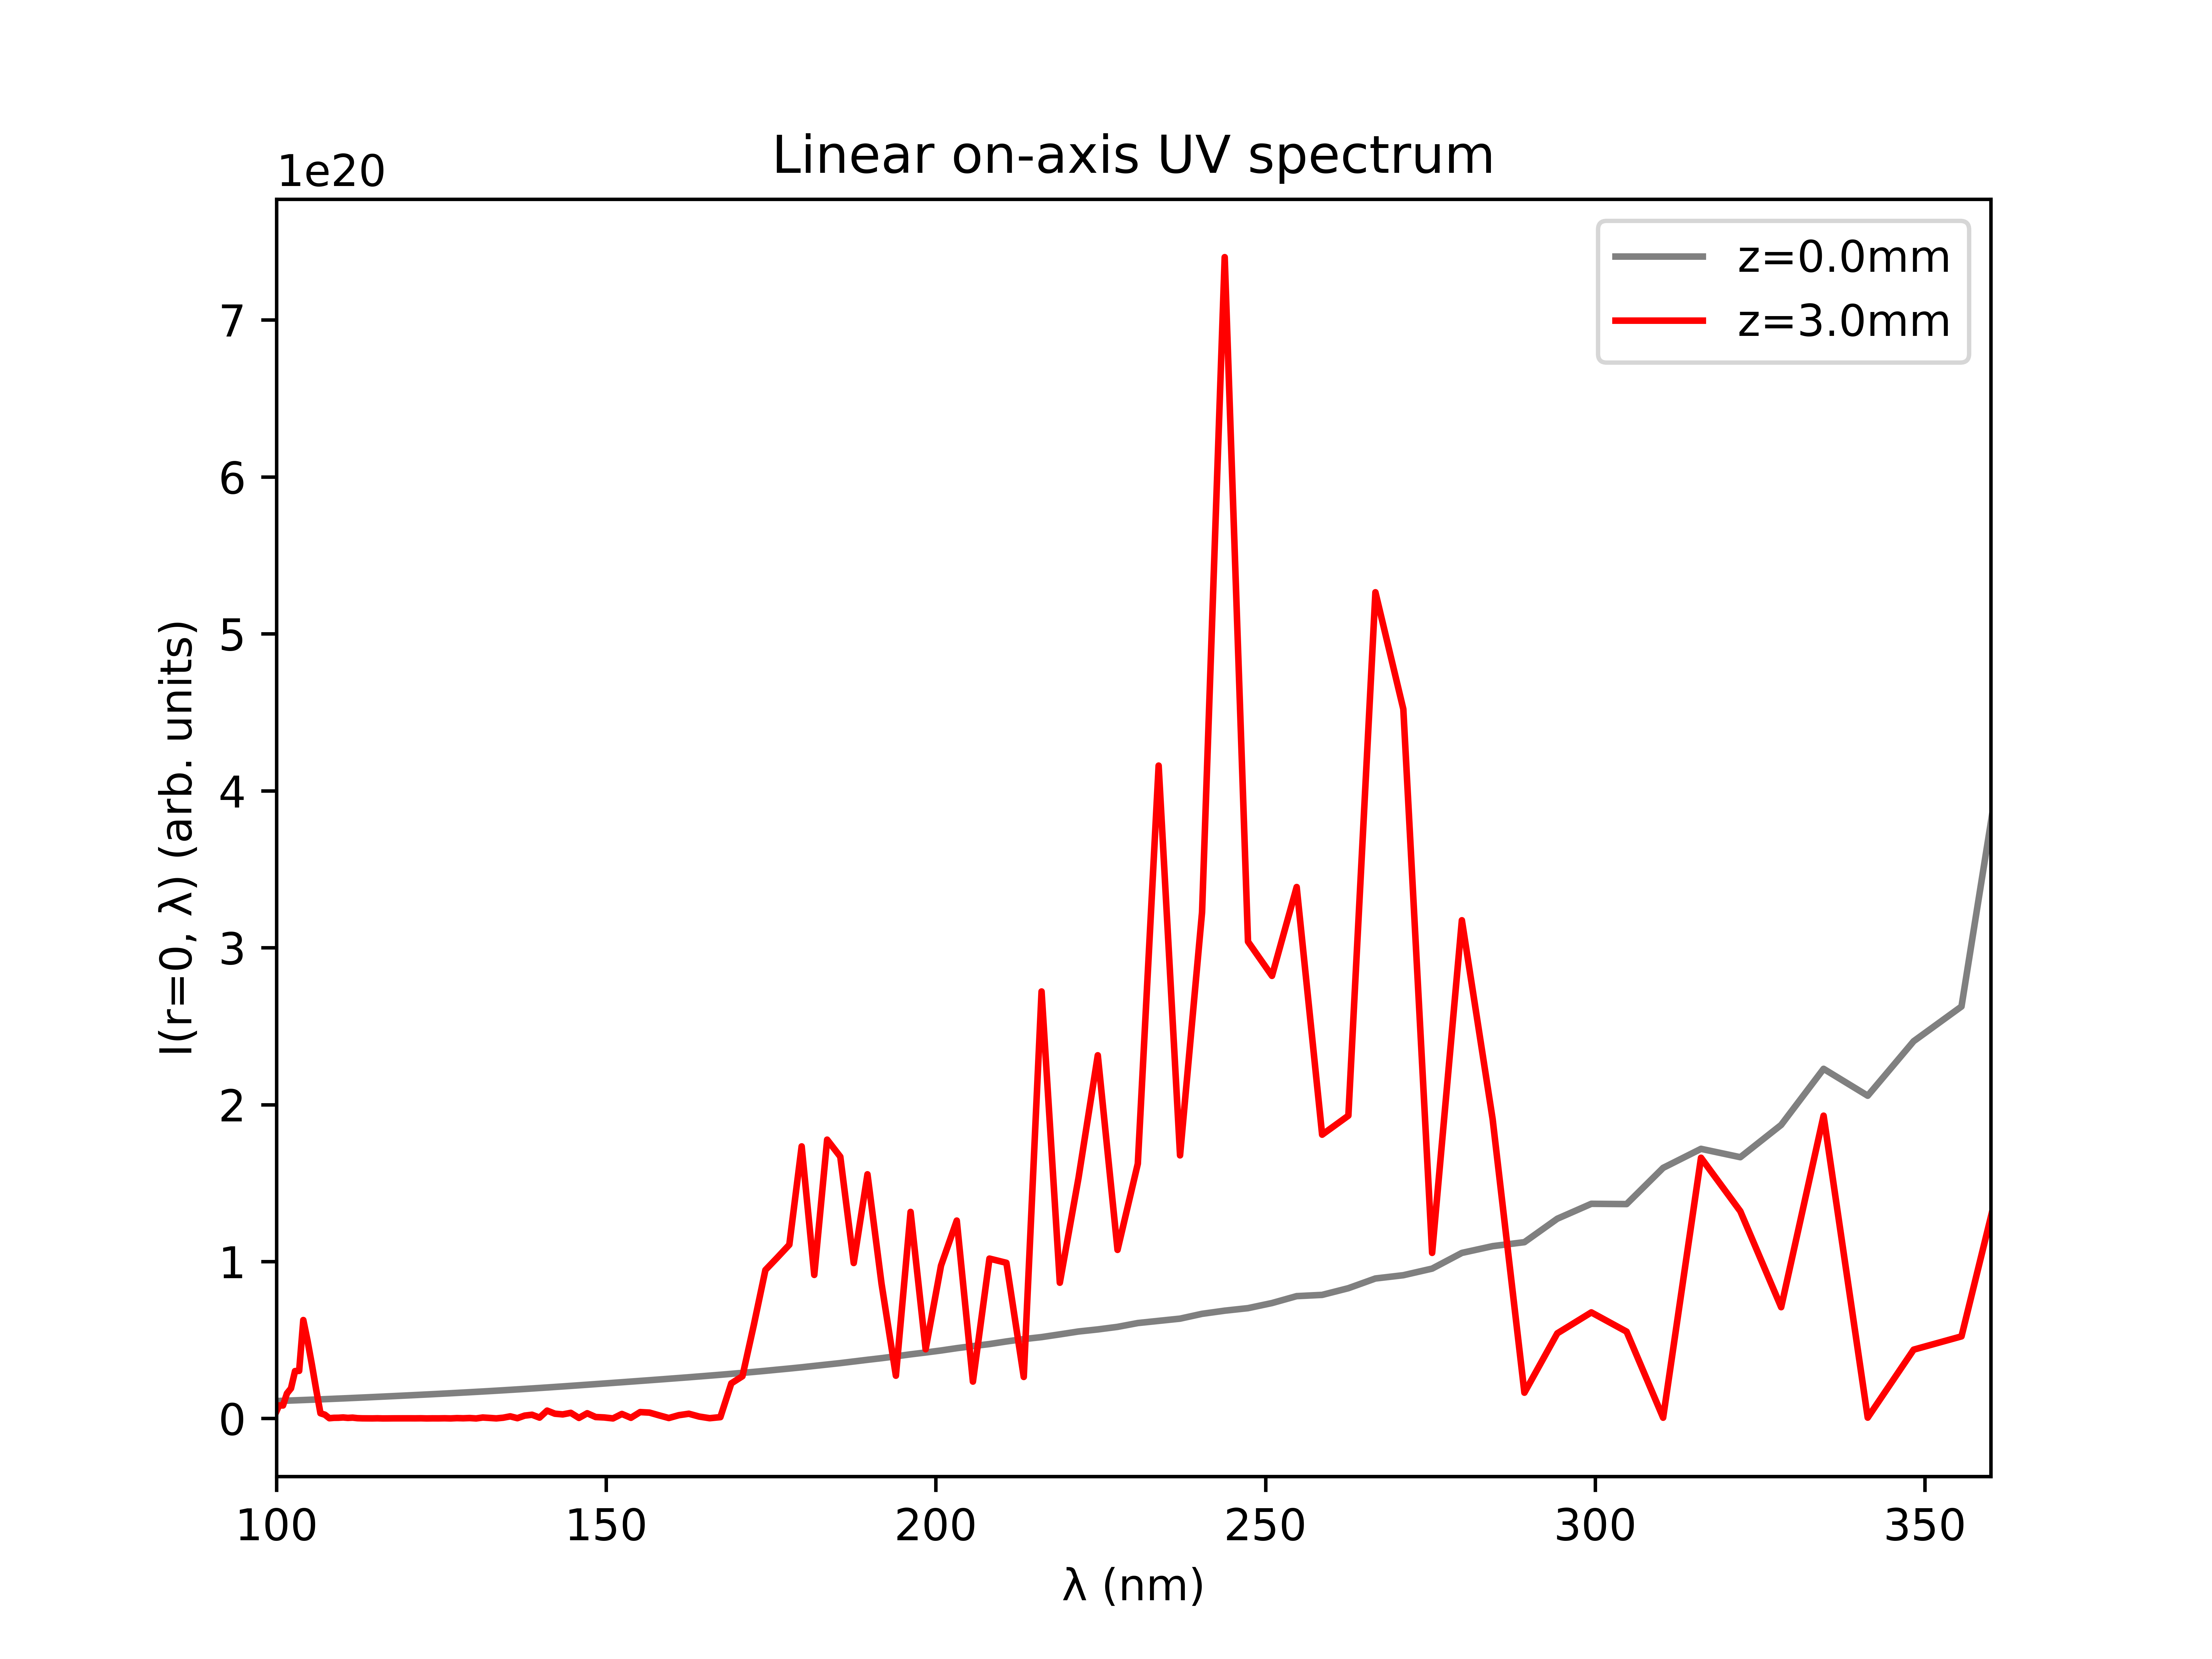 Linear on-axis UV spectrum
1e20
z=0.0mm
z=3.0mm
7
6
5
4
3
2
1
0
I(r=0, λ) (arb. units)
100 150 200 250 300 350
λ (nm)